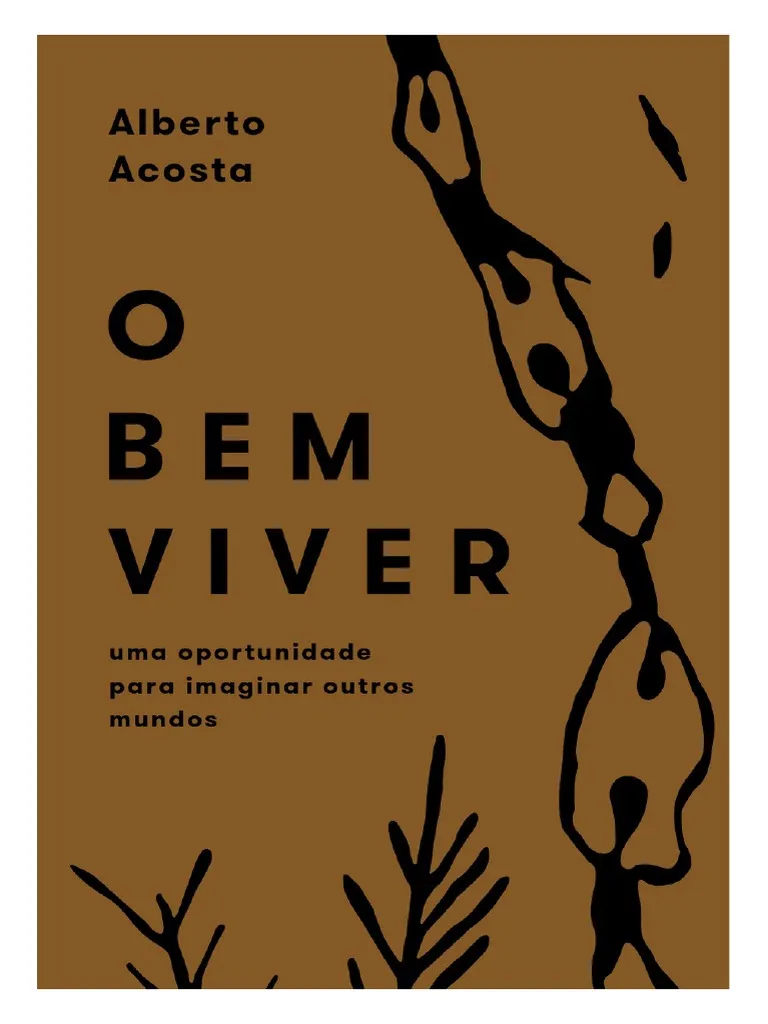 Alberto
Acosta
O
BEM
VIVER
uma oportunidade
para imaginar outros
mundos